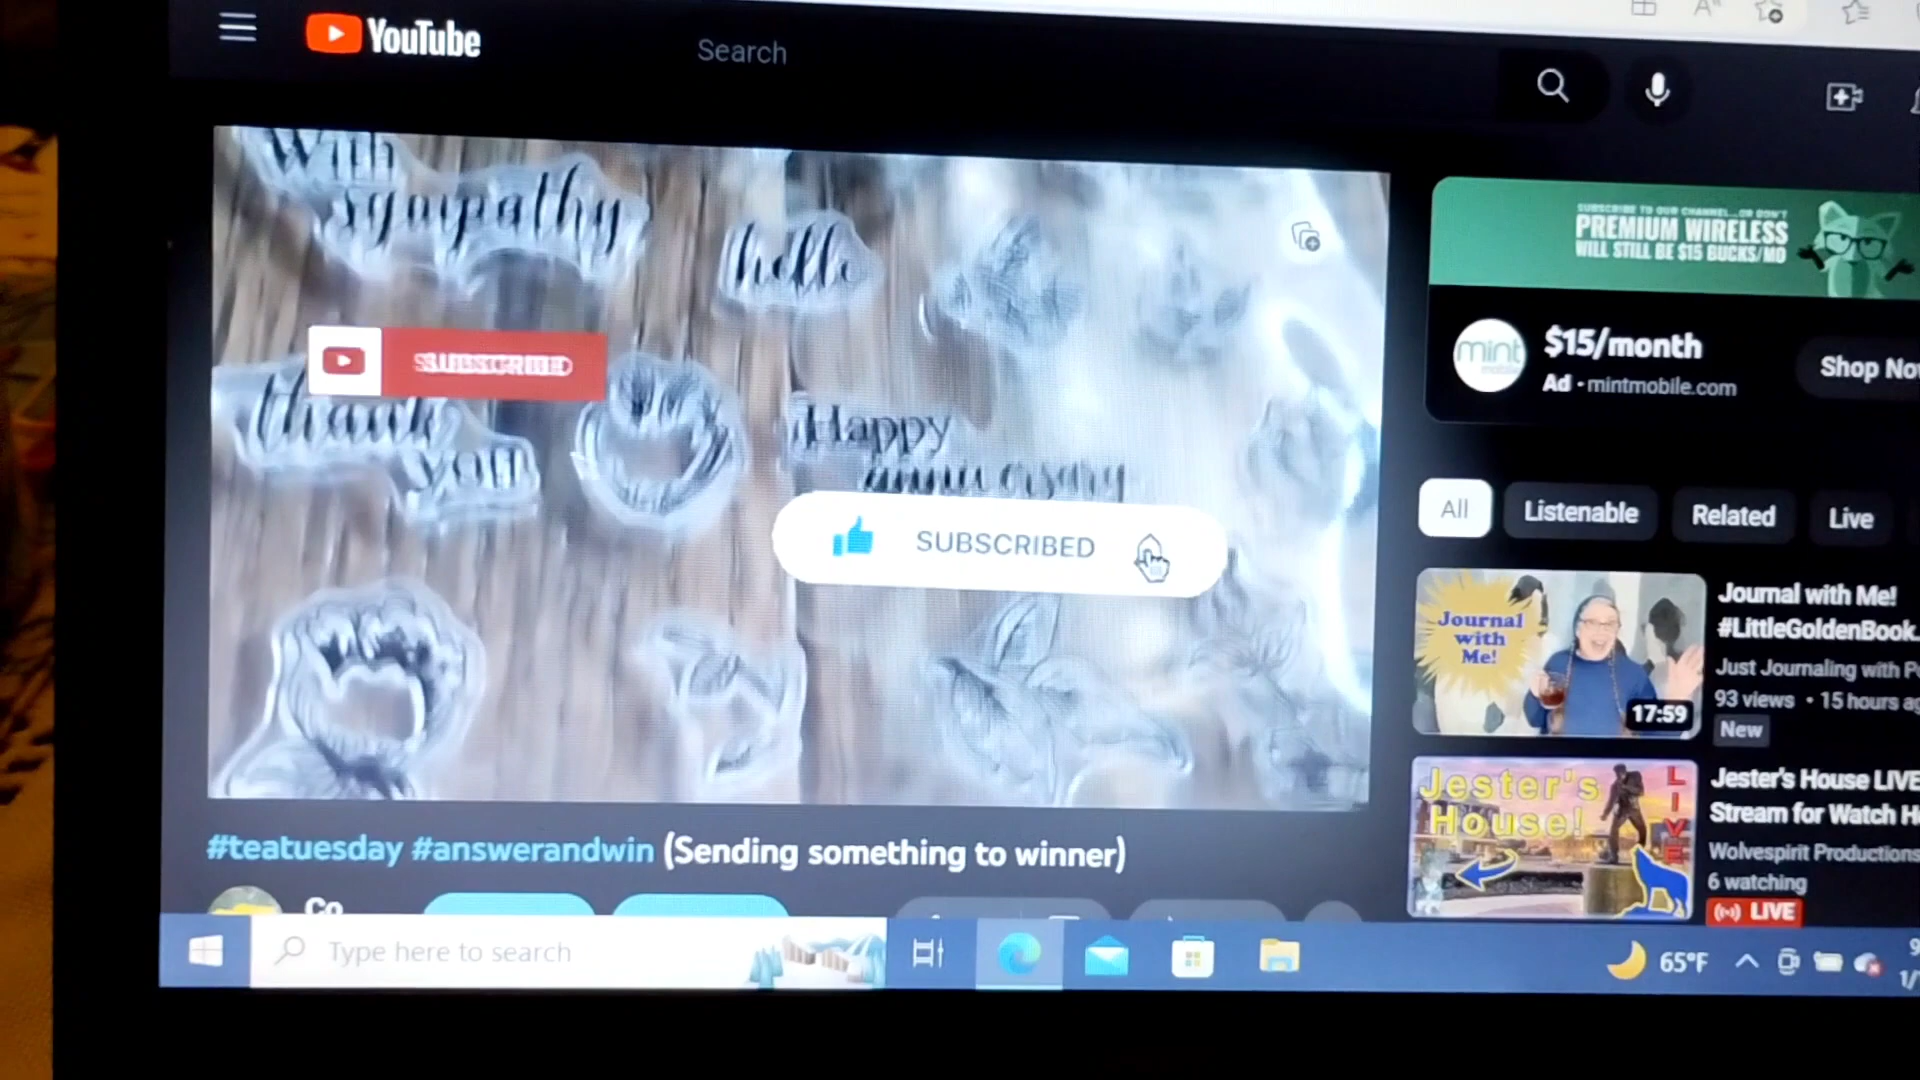 YouTube
Search
With
sympathy
hello
SUBSCRIBED
thank
you
Happy
SUBSCRIBED
#teatuesday #answerandwin (Sending something to winner)
SUBSCRIBE TO OUR CHANNEL...OR DON'T
PREMIUM WIRELESS
WILL STILL BE $15 BUCKS/MO
mint
mobile
$15/month
Ad • mintmobile.com
Shop
All
Listenable
Related
Live
Journal
with
Me!
17:59
Journal with Me!
#LittleGoldenBook
Just Journaling with
93 views • 15 hours
New
Jester's
House!
LIVE
Jester's House LIVE
Stream for Watch
Wolvespirit Productions
6 watching
LIVE
Type here to search
65°F